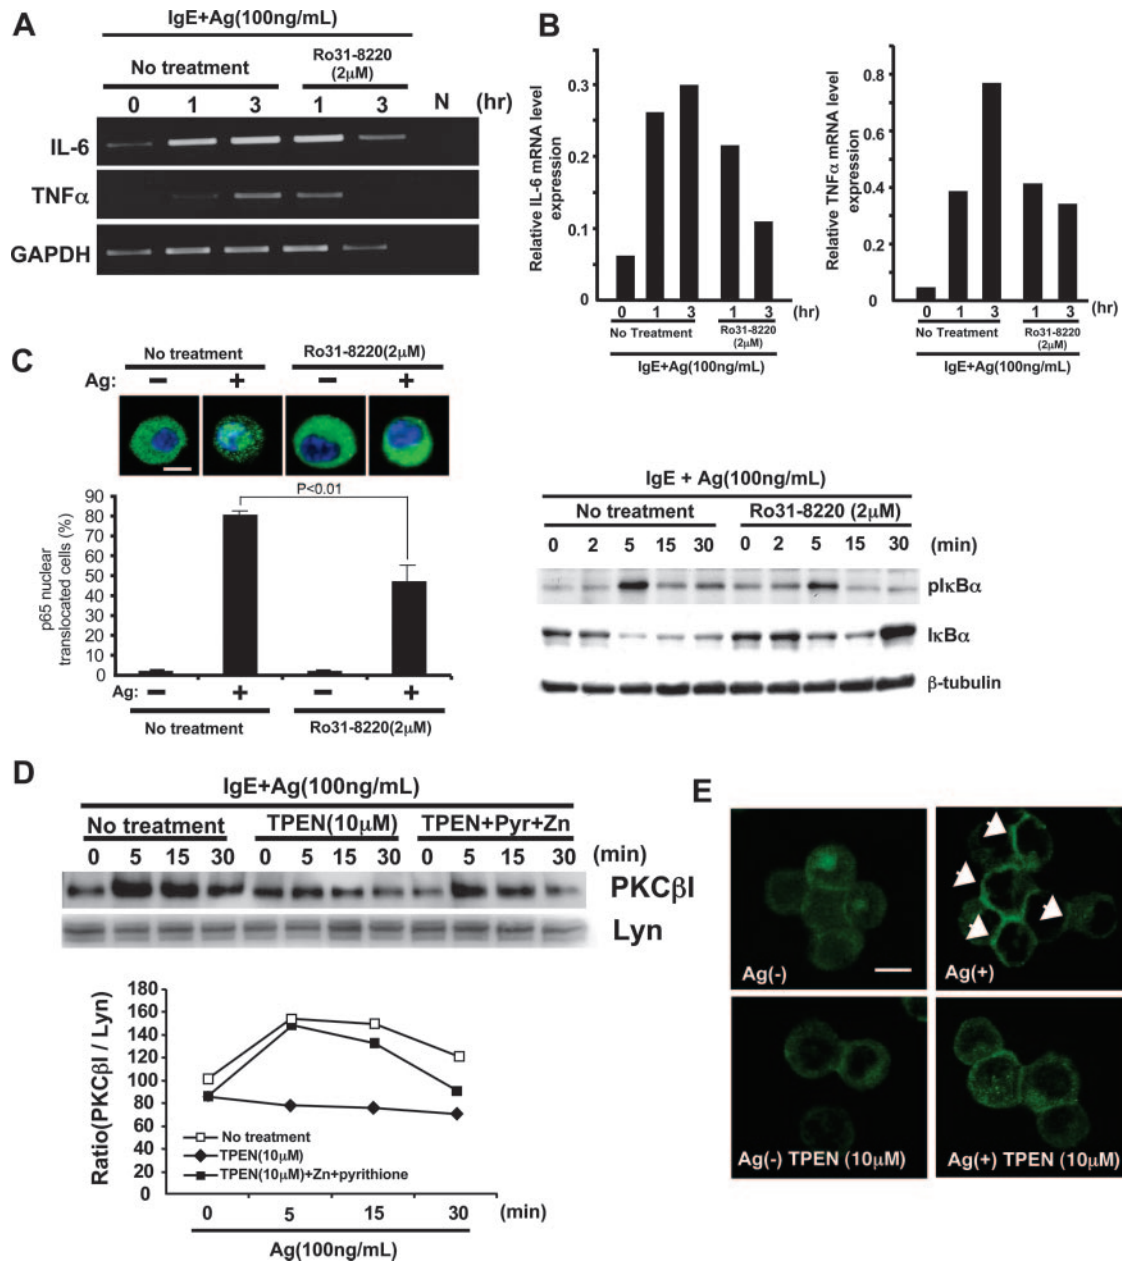 A
IgE+Ag(100ng/mL)
No treatment
Ro31-8220
(2μM)
0 1 3 1 3 N (hr)
IL-6
TNFα
GAPDH
B
Relative IL-6 mRNA level
expression
0.3
0.2
0.1
0
0 1 3 1 3 (hr)
No Treatment
Ro31-8220
(2μM)
IgE+Ag(100ng/mL)
Relative TNFα mRNA level
expression
0.8
0.6
0.4
0.2
0
0 1 3 1 3 (hr)
No Treatment
Ro31-8220
(2μM)
IgE+Ag(100ng/mL)
C
No treatment
Ro31-8220(2μM)
Ag: − + − +
P<0.01
p65 nuclear
translocated cells (%)
90
80
70
60
50
40
30
20
10
0
Ag: − + − +
No treatment
Ro31-8220(2μM)
IgE + Ag(100ng/mL)
No treatment
Ro31-8220 (2μM)
0 2 5 15 30 0 2 5 15 30 (min)
pIκBα
IκBα
β-tubulin
D
IgE+Ag(100ng/mL)
No treatment
TPEN(10μM)
TPEN+Pyr+Zn
0 5 15 30 0 5 15 30 0 5 15 30 (min)
PKCβI
Lyn
Ratio(PKCβI / Lyn)
180
160
140
120
100
80
60
40
20
0
No treatment
TPEN(10μM)
TPEN(10μM)+Zn+pyrithione
0 5 15 30 (min)
Ag(100ng/mL)
E
Ag(-)
Ag(+)
Ag(-) TPEN (10μM)
Ag(+) TPEN (10μM)